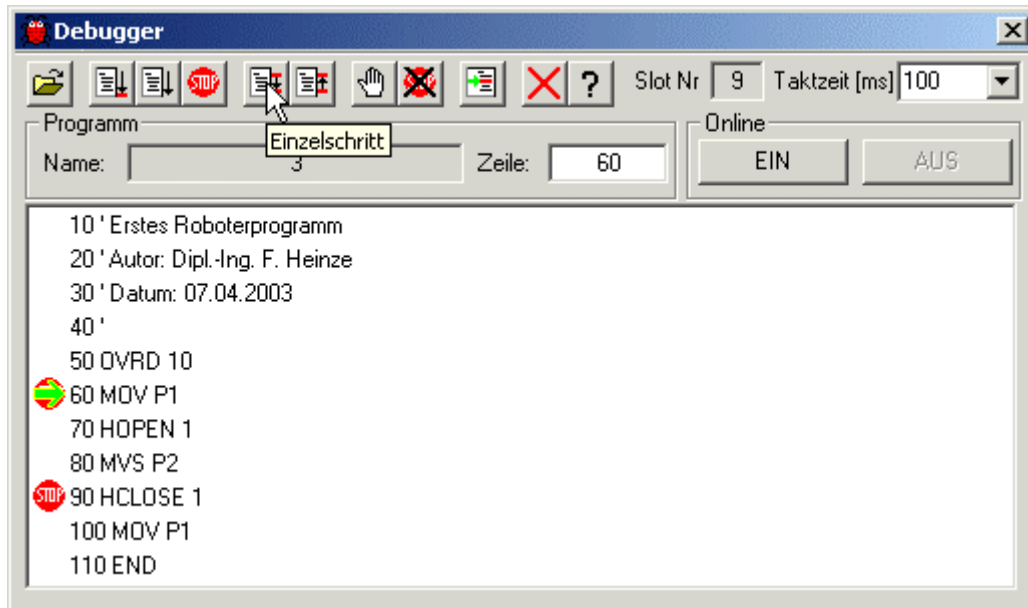 Debugger
STOP
?
Slot Nr 9 Taktzeit [ms] 100
Programm
Einzelschritt
Online
Name: 3 Zeile: 60
EIN AUS
10 ' Erstes Roboterprogramm
20 ' Autor: Dipl.-Ing. F. Heinze
30 ' Datum: 07.04.2003
40 '
50 OVRD 10
60 MOV P1
70 HOPEN 1
80 MVS P2
STOP 90 HCLOSE 1
100 MOV P1
110 END